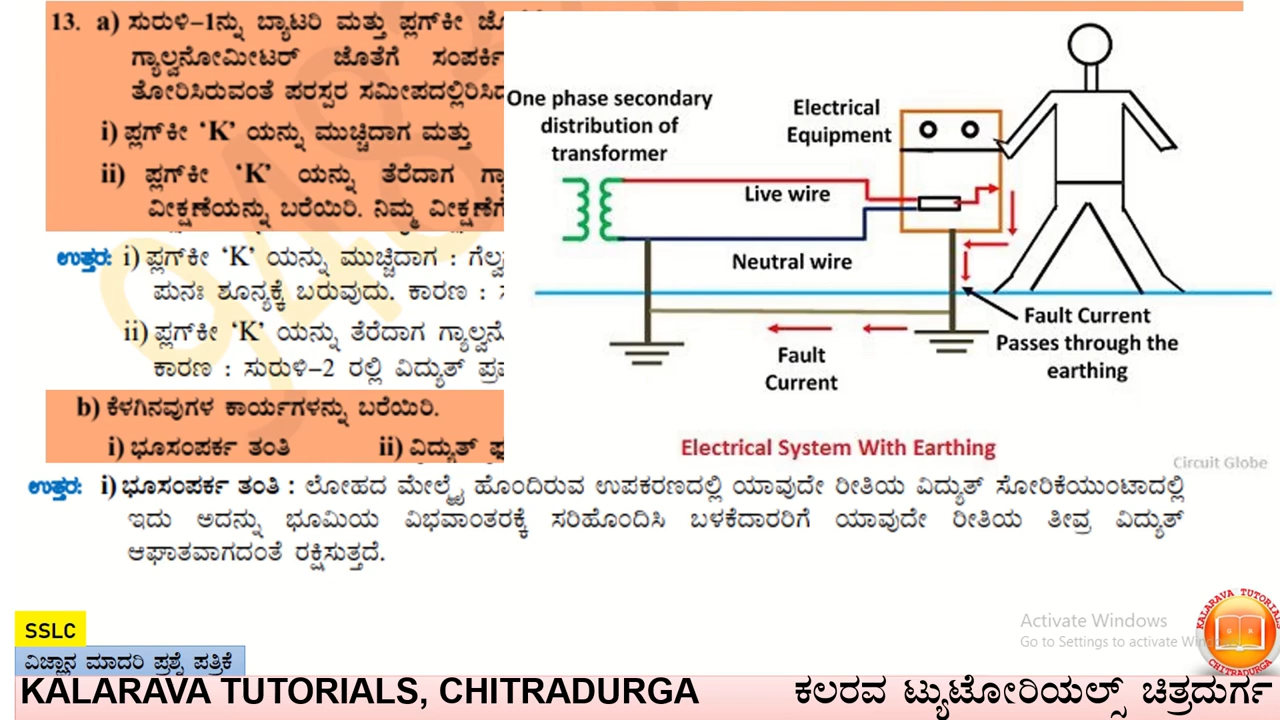 13. a) ಸುರುಳಿ-1ನ್ನು ಬ್ಯಾಟರಿ ಮತ್ತು ಪ್ಲಗ್‌ಕೀ
ಗ್ಯಾಲ್ವನೋಮೀಟರ್ ಜೊತೆಗೆ
ತೋರಿಸಿರುವಂತೆ ಪರಸ್ಪರ
i) ಪ್ಲಗ್‌ಕೀ ‘K’ ಯನ್ನು ಮುಚ್ಚಿದಾಗ ಮತ್ತು
ii) ಪ್ಲಗ್‌ಕೀ ‘K’ ಯನ್ನು ತೆರೆದಾಗ
ವೀಕ್ಷಣೆಯನ್ನು ಬರೆಯಿರಿ. ನಿಮ್ಮ
ಉತ್ತರ: i) ಪ್ಲಗ್‌ಕೀ ‘K’ ಯನ್ನು ಮುಚ್ಚಿದಾಗ :
ಪುನಃ ಶೂನ್ಯಕ್ಕೆ ಬರುವುದು. ಕಾರಣ :
ii) ಪ್ಲಗ್‌ಕೀ ‘K’ ಯನ್ನು ತೆರೆದಾಗ
ಕಾರಣ : ಸುರುಳಿ-2 ರಲ್ಲಿ ವಿದ್ಯುತ್
b) ಕೆಳಗಿನವುಗಳ ಕಾರ್ಯಗಳನ್ನು ಬರೆಯಿರಿ.
i) ಭೂಸಂಪರ್ಕ ತಂತಿ ii) ವಿದ್ಯುತ್
One phase secondary
distribution of
transformer
Electrical
Equipment
Live wire
Neutral wire
Fault Current
Passes through the
earthing
Fault
Current
Electrical System With Earthing
Circuit Globe
ಉತ್ತರ: i) ಭೂಸಂಪರ್ಕ ತಂತಿ : ಲೋಹದ ಮೇಲ್ಮೈ ಹೊಂದಿರುವ ಉಪಕರಣದಲ್ಲಿ ಯಾವುದೇ ರೀತಿಯ ವಿದ್ಯುತ್ ಸೋರಿಕೆಯುಂಟಾದಲ್ಲಿ
ಇದು ಅದನ್ನು ಭೂಮಿಯ ವಿಭವಾಂತರಕ್ಕೆ ಸರಿಹೊಂದಿಸಿ ಬಳಕೆದಾರರಿಗೆ ಯಾವುದೇ ರೀತಿಯ ತೀವ್ರ ವಿದ್ಯುತ್
ಆಘಾತವಾಗದಂತೆ ರಕ್ಷಿಸುತ್ತದೆ.
Activate Windows
Go to Settings to activate
SSLC
ವಿಜ್ಞಾನ ಮಾದರಿ ಪ್ರಶ್ನೆ ಪತ್ರಿಕೆ
KALARAVA TUTORIALS
CHITRADURGA
KALARAVA TUTORIALS, CHITRADURGA ಕಲರವ ಟ್ಯುಟೋರಿಯಲ್ಸ್ ಚಿತ್ರದುರ್ಗ